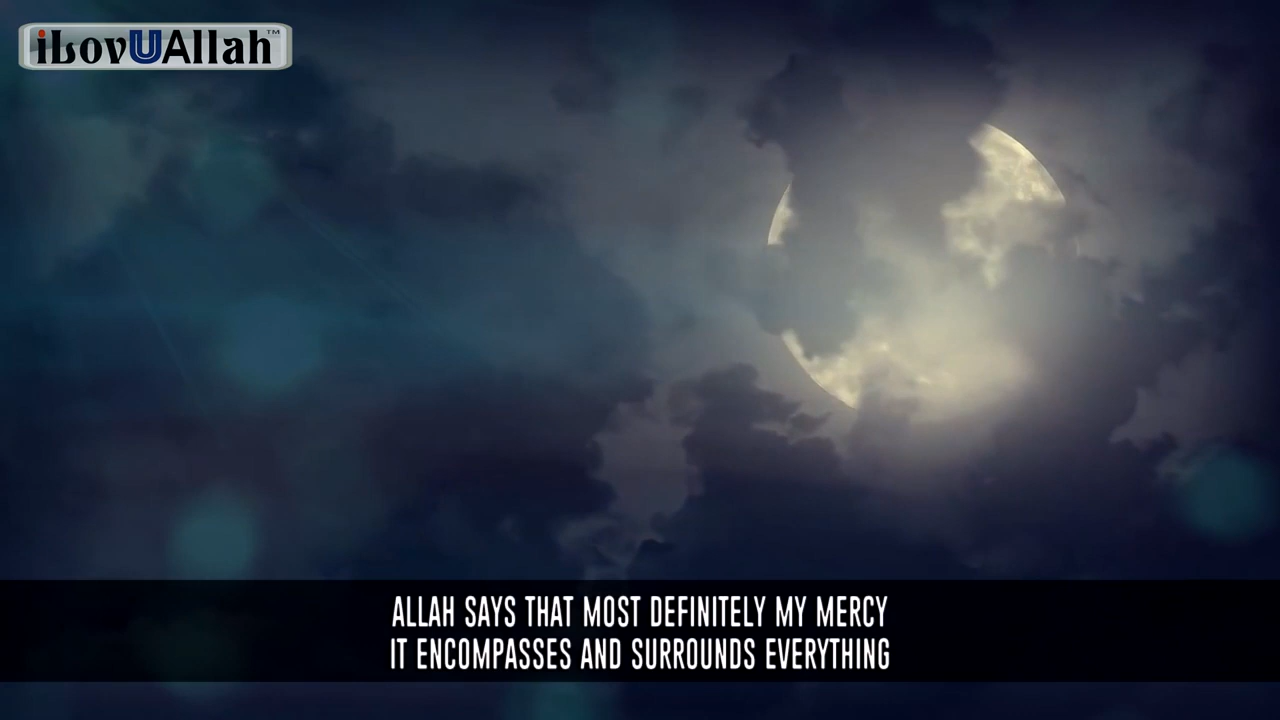 iLovUAllah™
ALLAH SAYS THAT MOST DEFINITELY MY MERCY
IT ENCOMPASSES AND SURROUNDS EVERYTHING